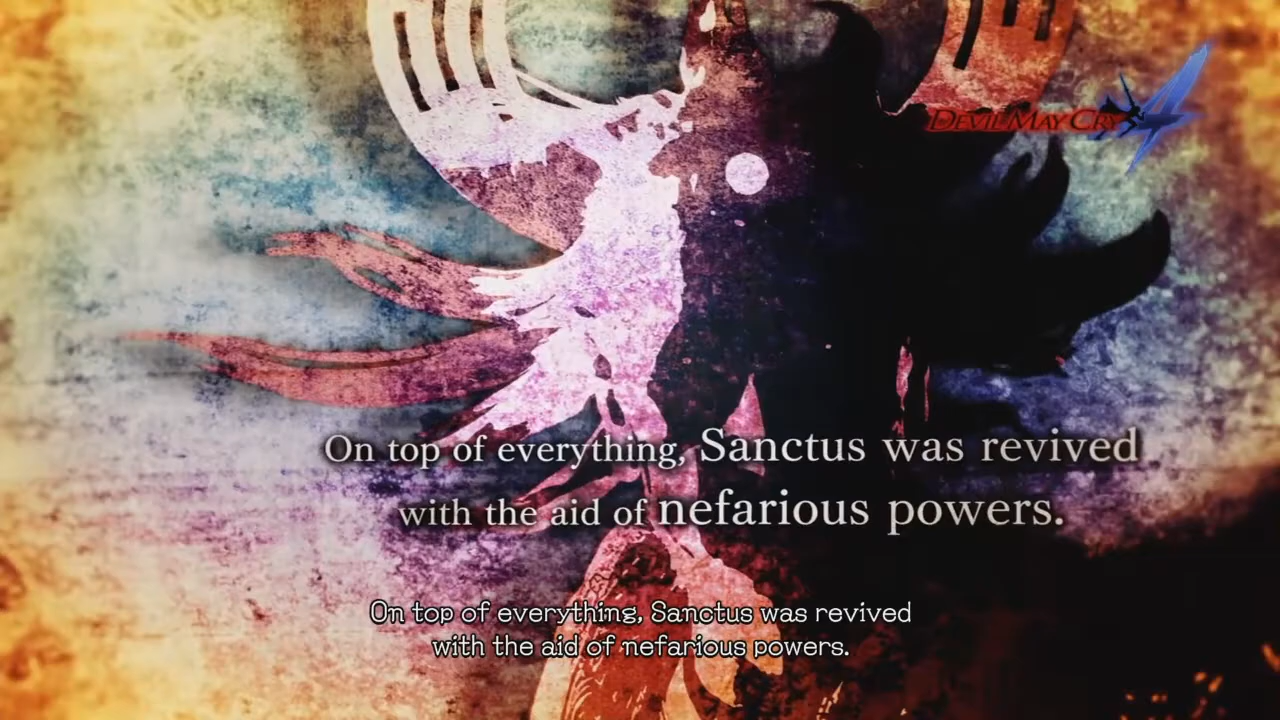 DEVIL MAY CRY 4
On top of everything, Sanctus was revived
with the aid of nefarious powers.
On top of everything, Sanctus was revived
with the aid of nefarious powers.